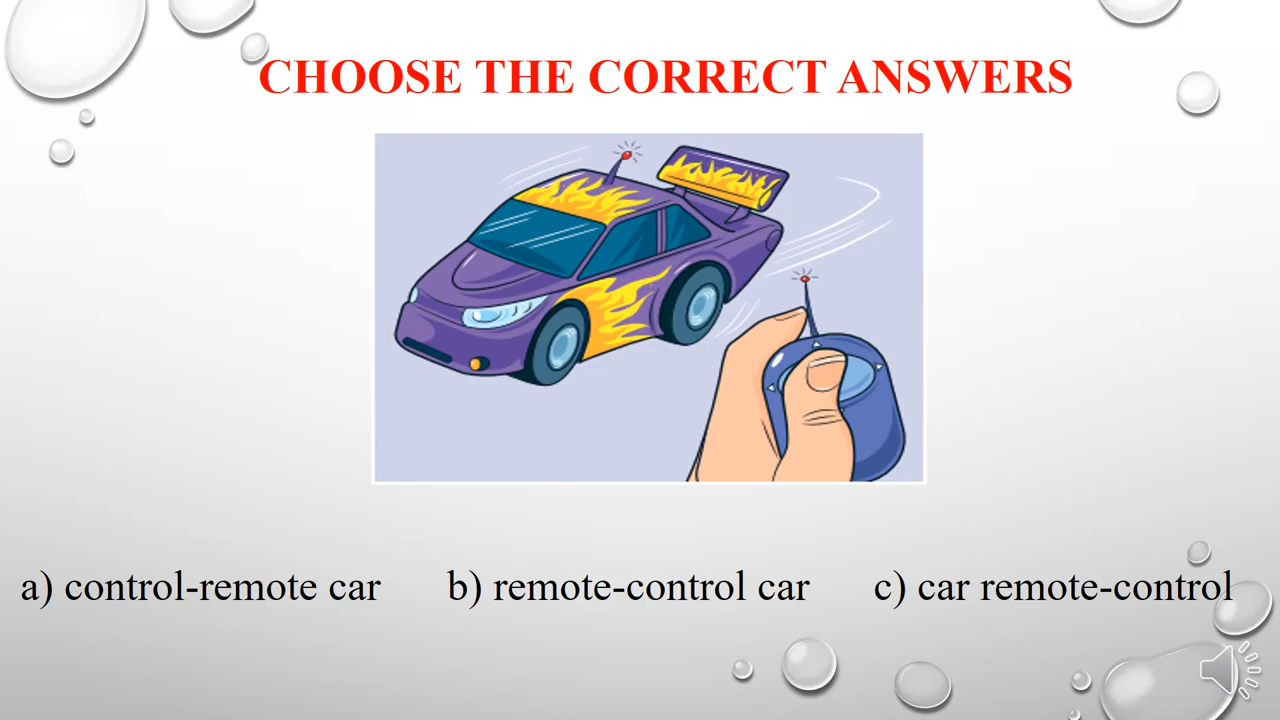 CHOOSE THE CORRECT ANSWERS
a) control-remote car b) remote-control car c) car remote-control